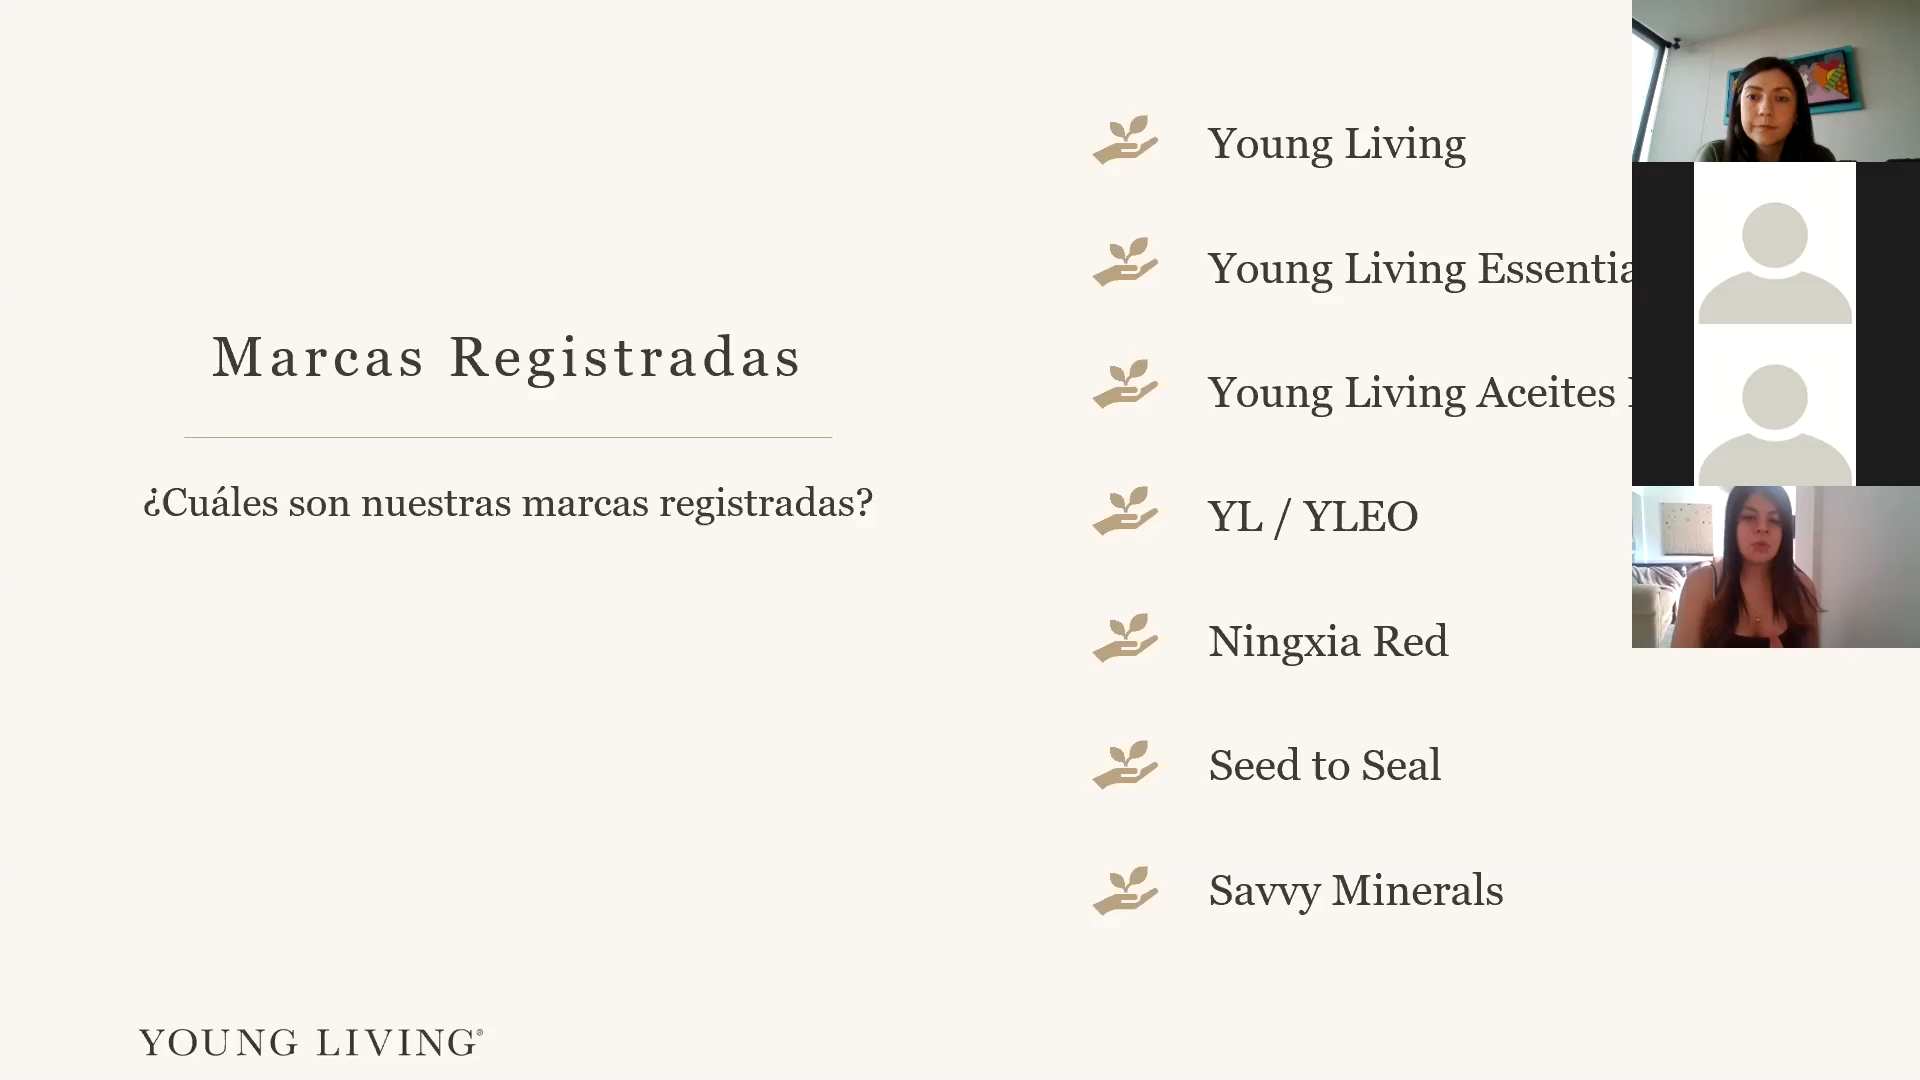 Marcas Registradas
¿Cuáles son nuestras marcas registradas?
Young Living
Young Living
Young Living Aceites
YL / YLEO
Ningxia Red
Seed to Seal
Savvy Minerals
YOUNG LIVING®